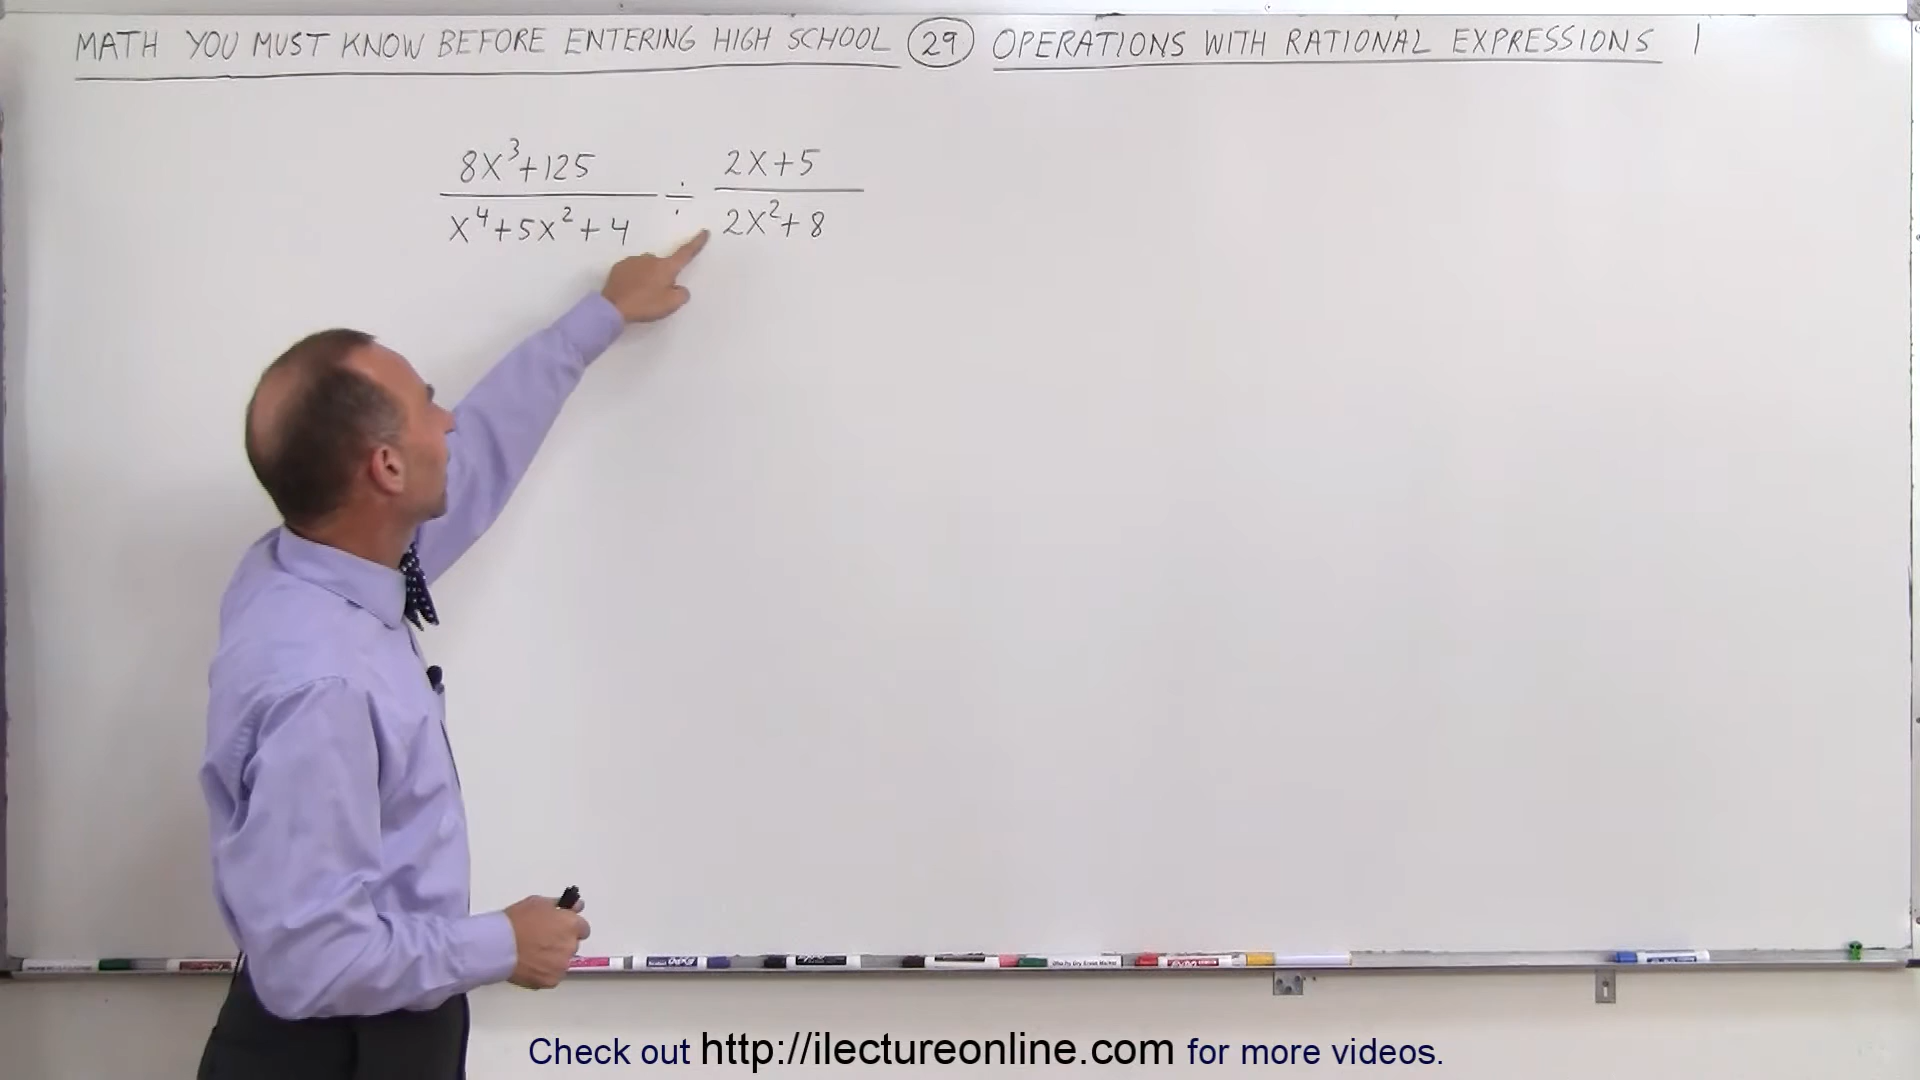 MATH YOU MUST KNOW BEFORE ENTERING HIGH SCHOOL 29 OPERATIONS WITH RATIONAL EXPRESSIONS 1
8X³+125 / X⁴+5X²+4 ÷ 2X+5 / 2X²+8
EXPO
Check out http://ilectureonline.com for more videos.